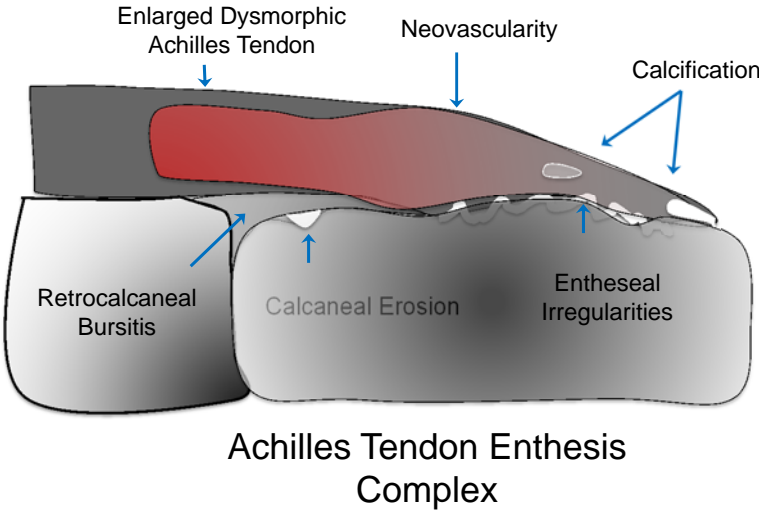 Enlarged Dysmorphic
Achilles Tendon
Neovascularity
Calcification
Retrocalcaneal
Bursitis
Calcaneal Erosion
Entheseal
Irregularities
Achilles Tendon Enthesis
Complex